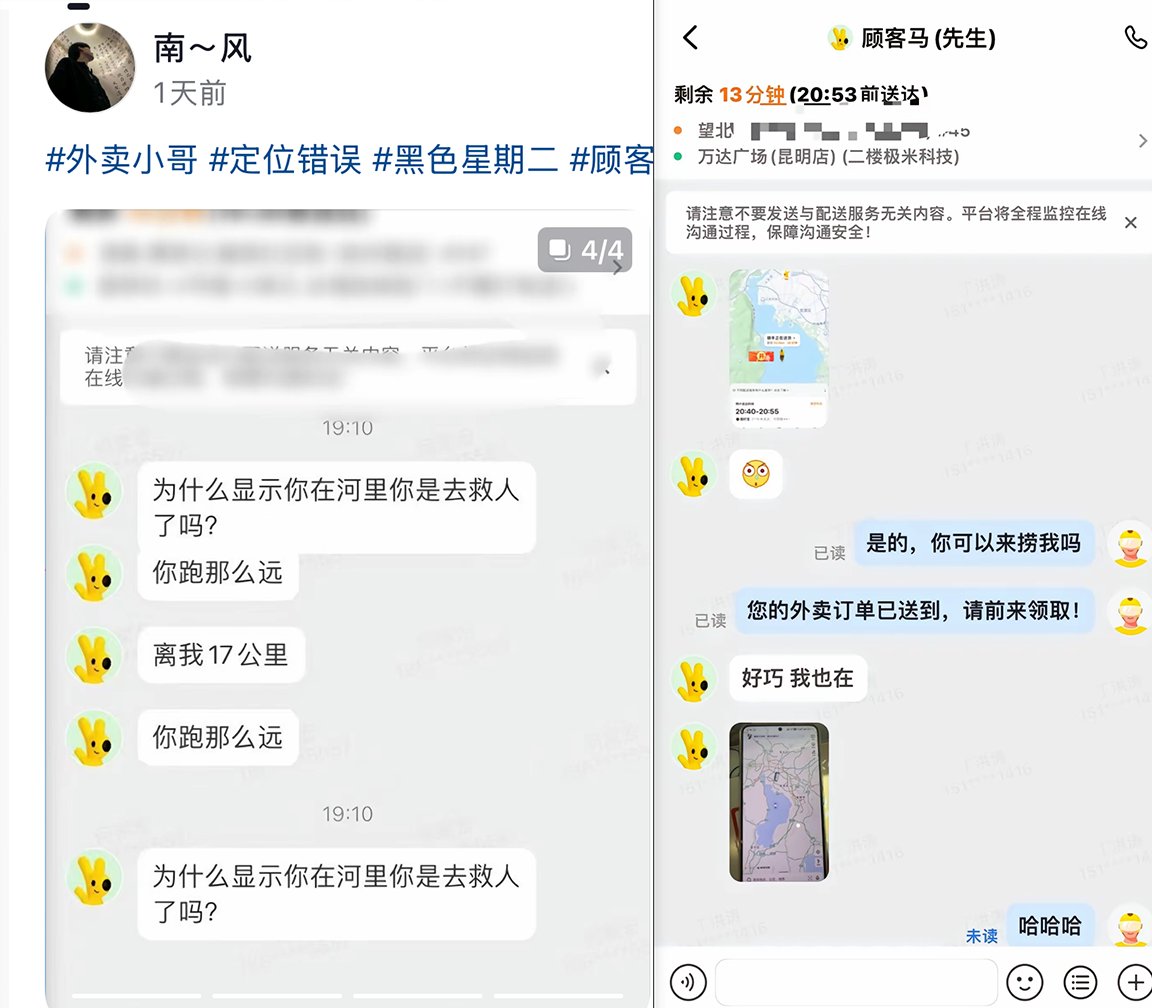 南～风
1天前
#外卖小哥 #定位错误 #黑色星期二 #顾客
4/4
请注
在线
19:10
为什么显示你在河里你是去救人
了吗?
你跑那么远
离我17公里
你跑那么远
19:10
为什么显示你在河里你是去救人
了吗?
顾客马(先生)
剩余 13分钟 (20:53前送达)
望北
万达广场(昆明店) (二楼极米科技)
请注意不要发送与配送服务无关内容。平台将全程监控在线
沟通过程，保障沟通安全!
20:40-20:55
已读
是的，你可以来捞我吗
已读
您的外卖订单已送到，请前来领取!
好巧 我也在
未读
哈哈哈